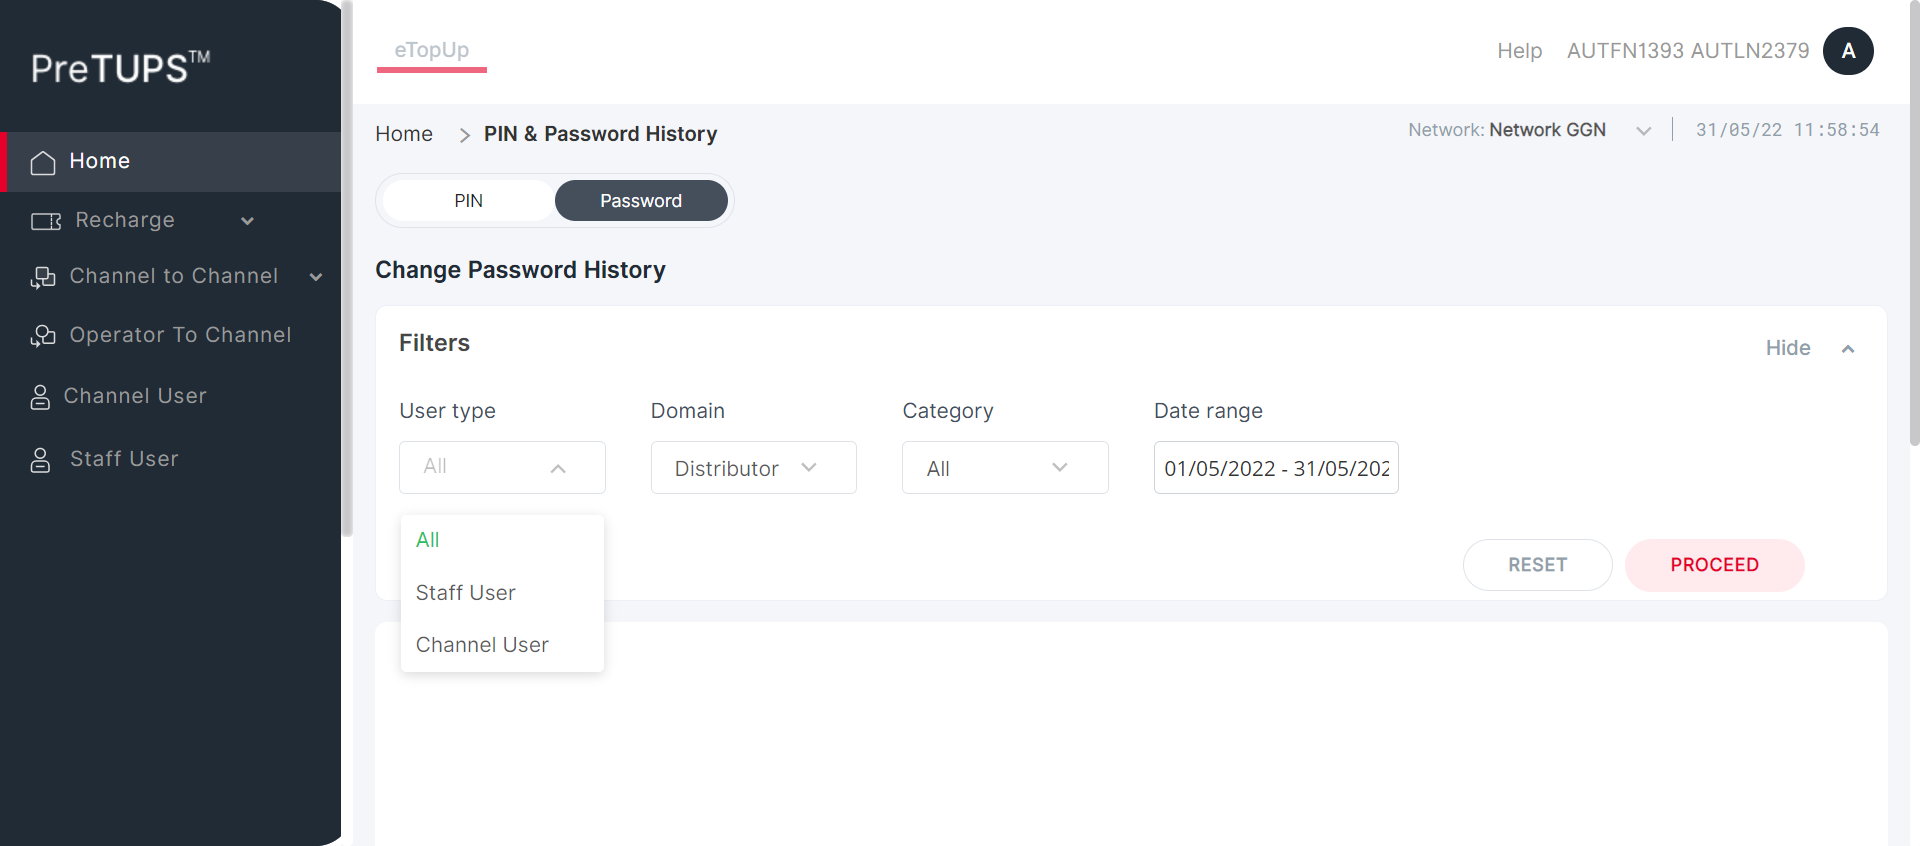 PreTUPS™
Home
Recharge
Channel to Channel
Operator To Channel
Channel User
Staff User
eTopUp
Help AUTFN1393 AUTLN2379 A
Home > PIN & Password History
Network: Network GGN 31/05/22 11:58:54
PIN Password
Change Password History
Filters
Hide
User type Domain Category Date range
All Distributor All 01/05/2022 - 31/05/202
All
Staff User
Channel User
RESET PROCEED